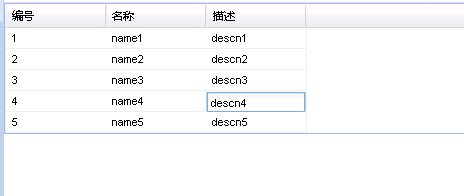 编号 名称 描述
1 name1 descn1
2 name2 descn2
3 name3 descn3
4 name4 descn4
5 name5 descn5